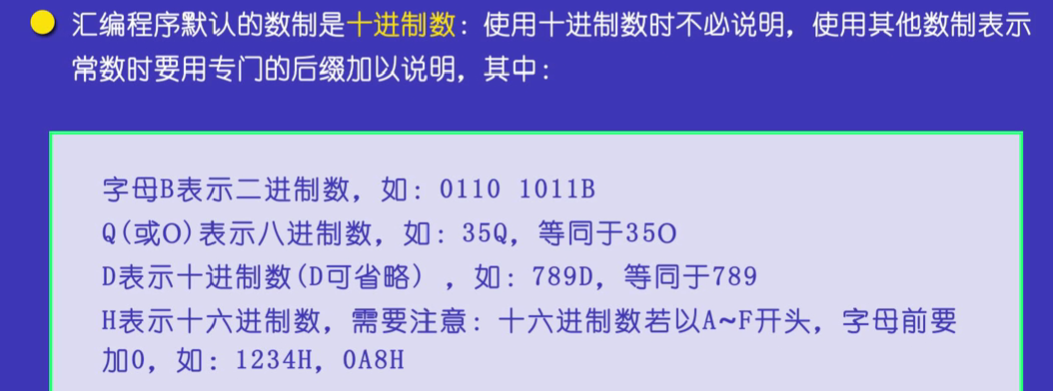 汇编程序默认的数制是十进制数：使用十进制数时不必说明，使用其他数制表示
常数时要用专门的后缀加以说明，其中：
字母B表示二进制数，如：0110 1011B
Q(或O)表示八进制数，如：35Q，等同于35O
D表示十进制数(D可省略)，如：789D，等同于789
H表示十六进制数，需要注意：十六进制数若以A~F开头，字母前要
加0，如：1234H，0A8H